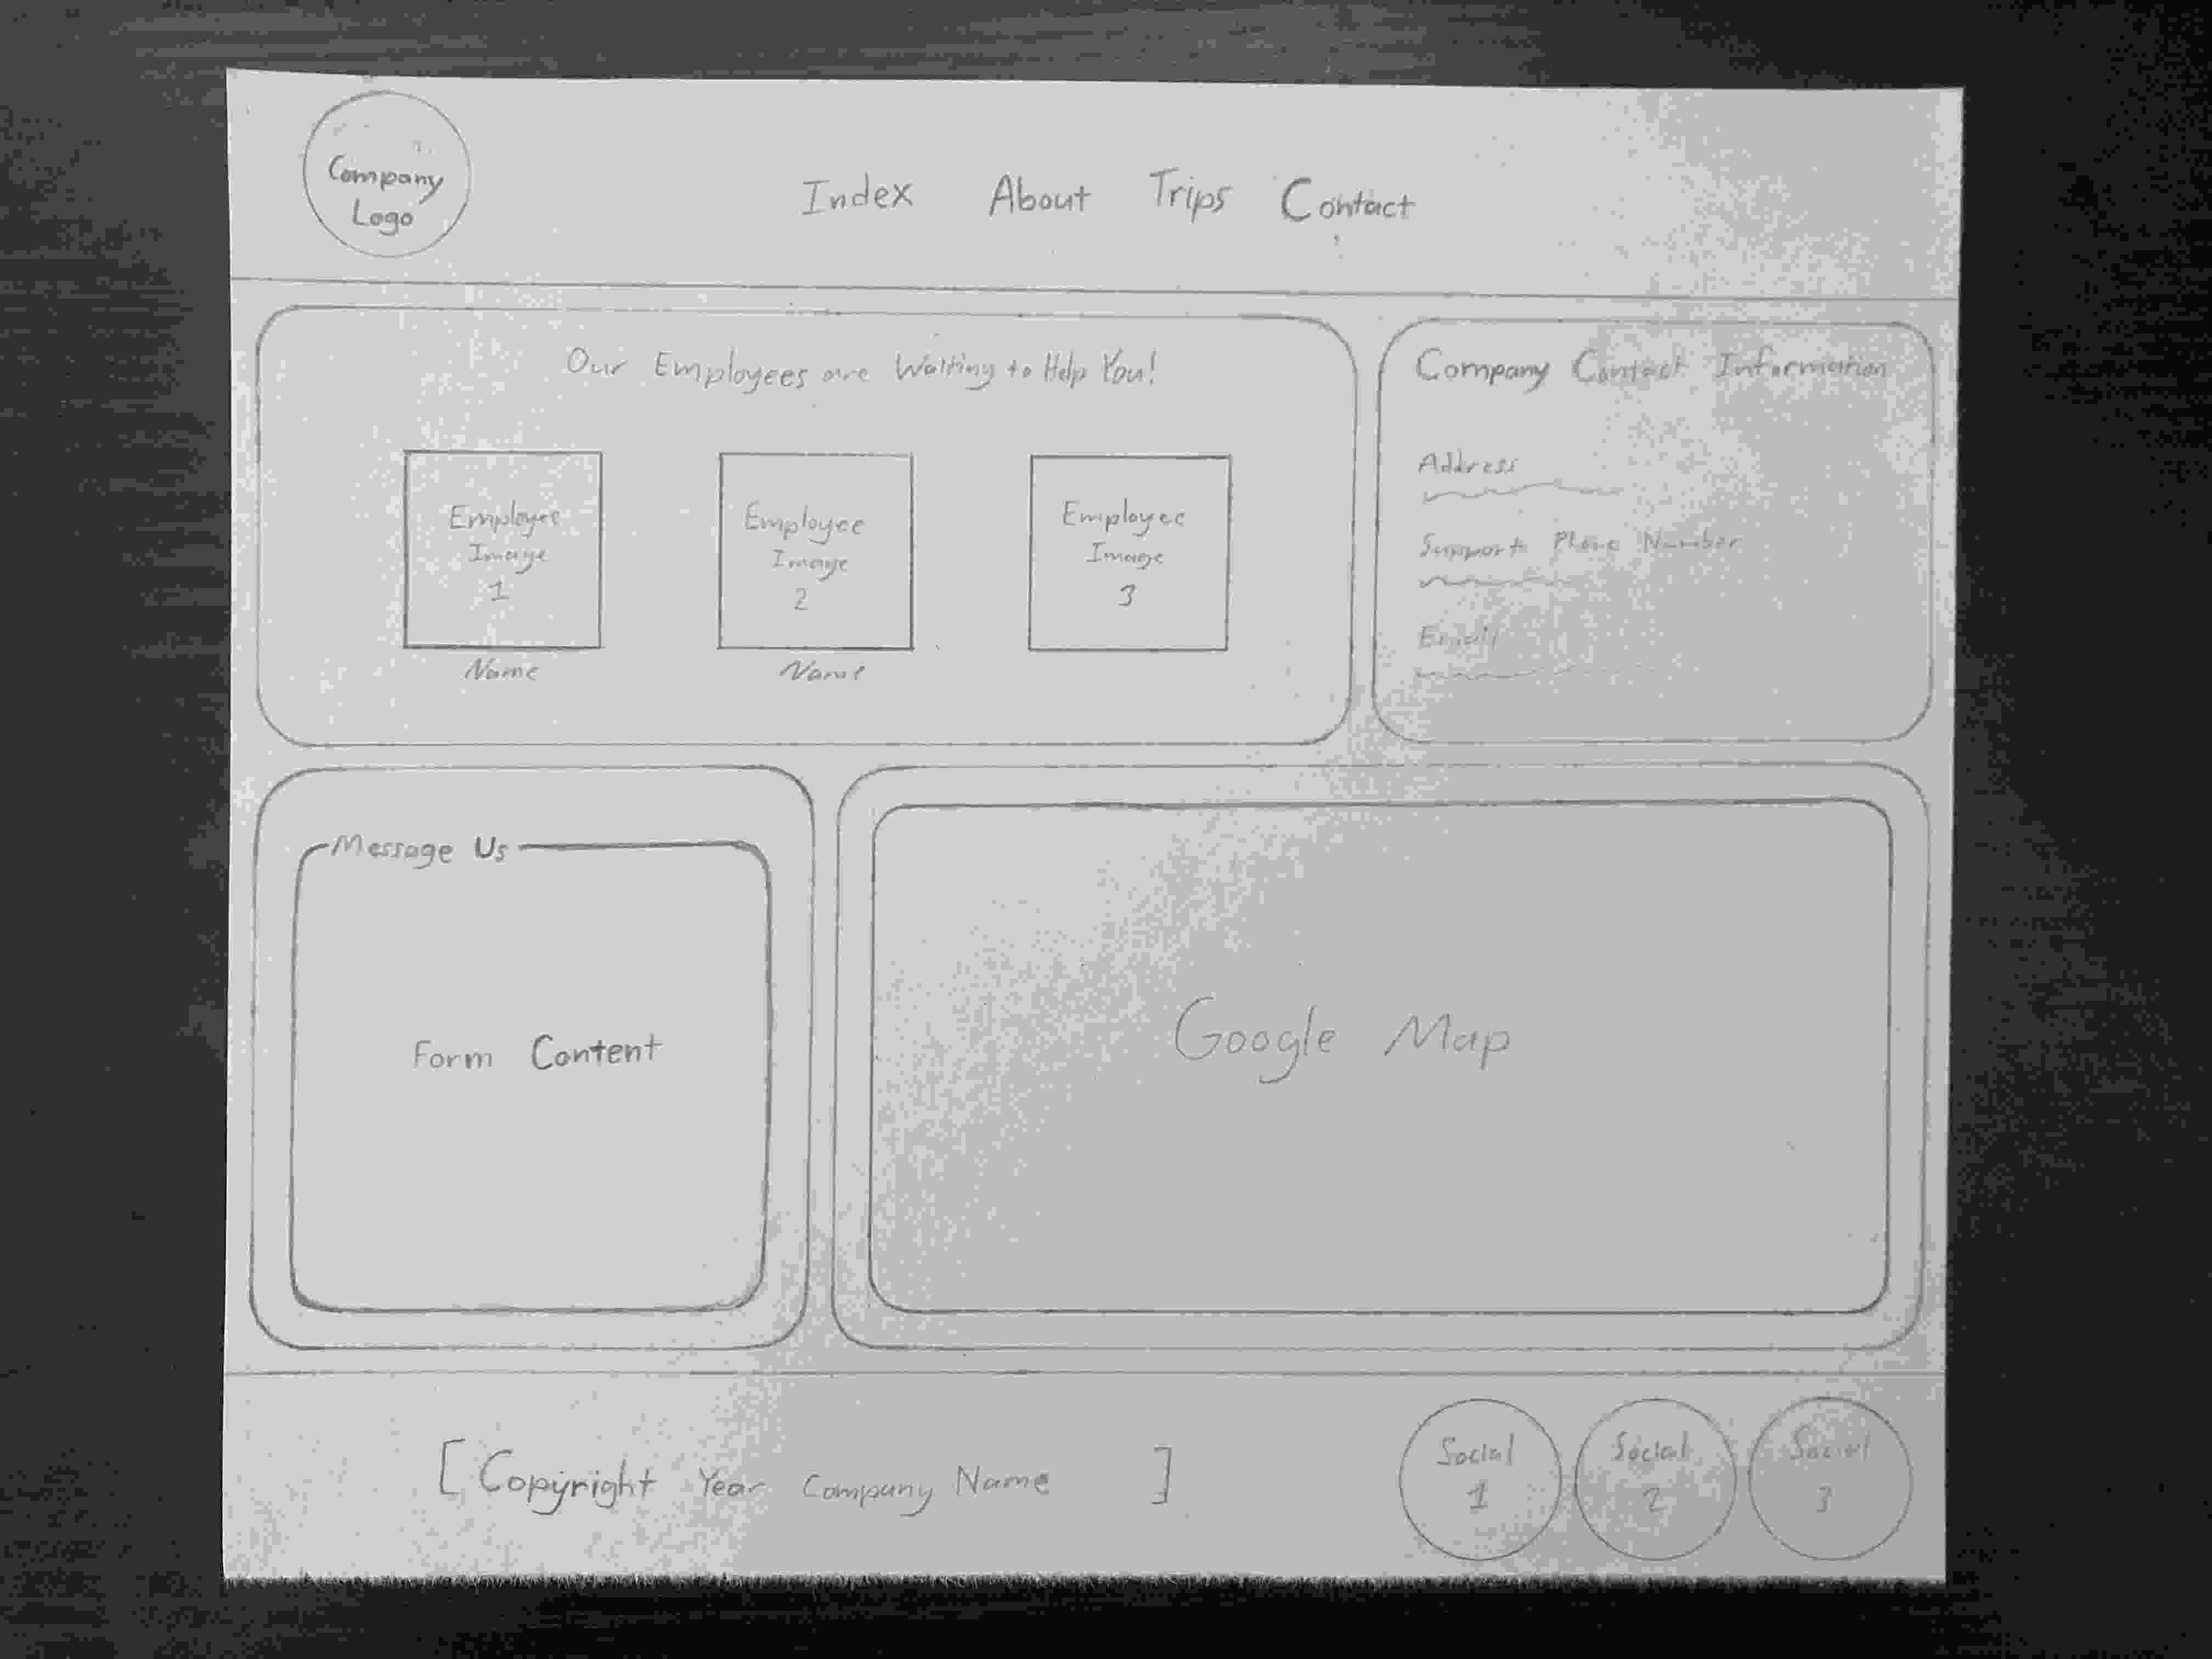 Company
Logo
Index About Trips Contact
Our Employees are Waiting to Help You!
Employee
Image
1
Name
Employee
Image
2
Name
Employee
Image
3
Company Contact Information
Address
Support Phone Number
Email
Message Us
Form Content
Google Map
[Copyright Year Company Name ]
Social
1
Social
2
Social
3